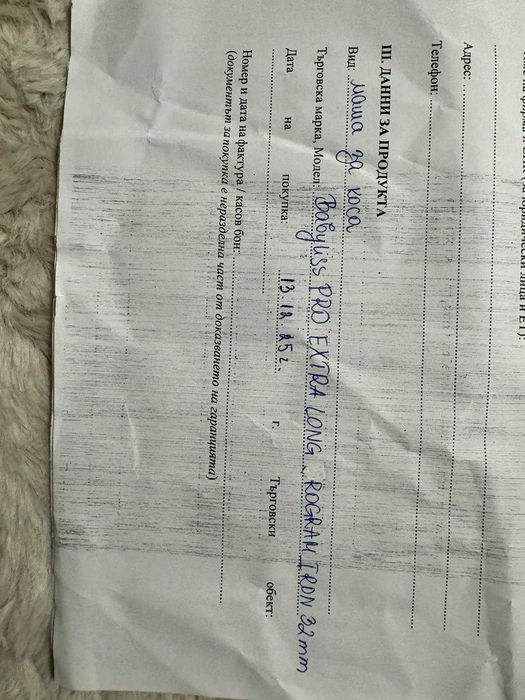 Адрес:
Телефон:
III. ДАННИ ЗА ПРОДУКТА
Вид: маша за коса
Търговска марка, Модел: Babyliss PRO EXTRA LONG ROGRAM IRON 32mm
Дата на покупка: 13.12.25г. г. Търговски обект:
Номер и дата на фактура / касов бон:
(документът за покупка е неразделна част от доказването на гаранцията)